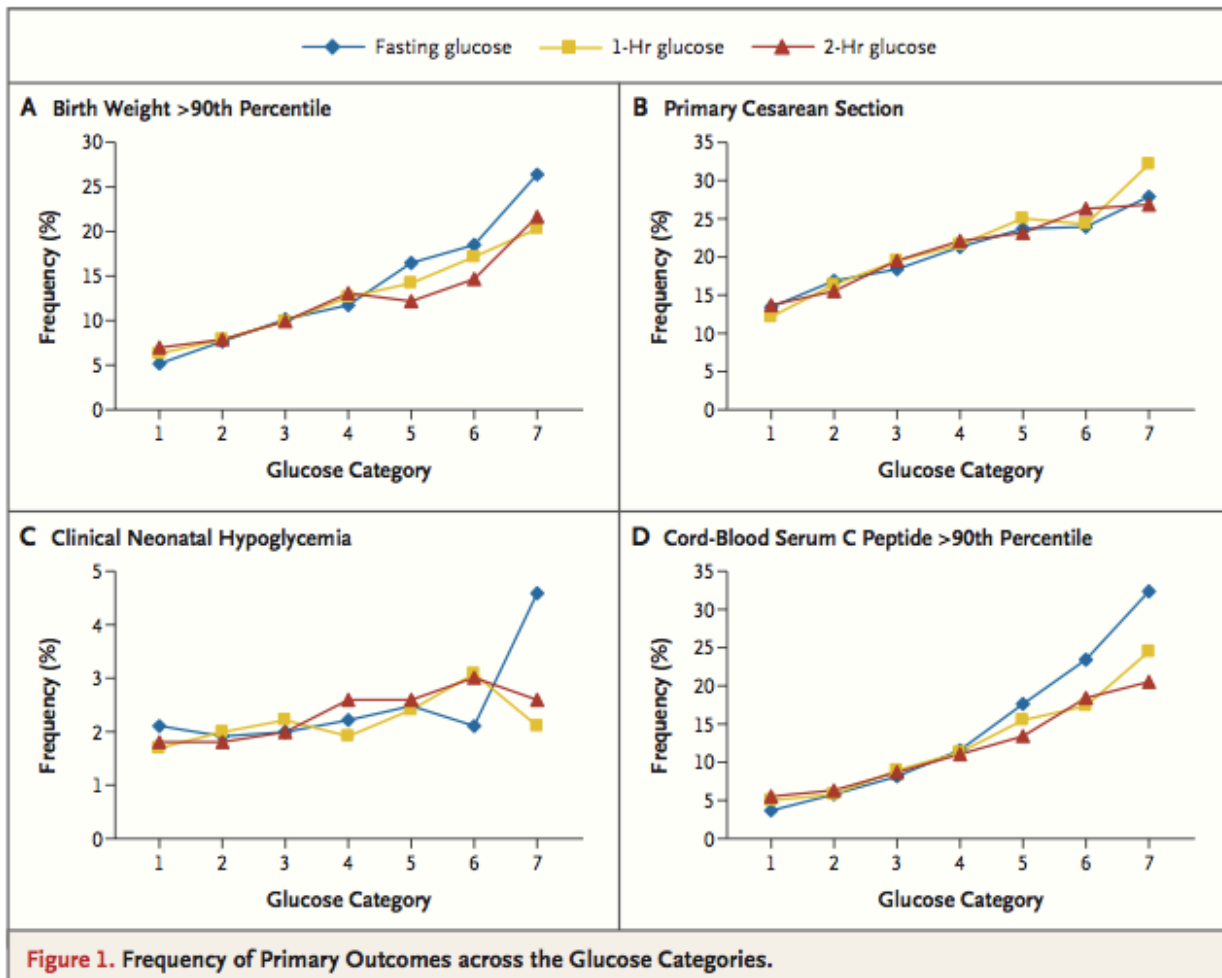 Fasting glucose 1-Hr glucose 2-Hr glucose
A Birth Weight >90th Percentile
30
25
20
15
10
5
0
Frequency (%)
1 2 3 4 5 6 7
Glucose Category
B Primary Cesarean Section
35
30
25
20
15
10
5
0
Frequency (%)
1 2 3 4 5 6 7
Glucose Category
C Clinical Neonatal Hypoglycemia
5
4
3
2
1
0
Frequency (%)
1 2 3 4 5 6 7
Glucose Category
D Cord-Blood Serum C Peptide >90th Percentile
35
30
25
20
15
10
5
0
Frequency (%)
1 2 3 4 5 6 7
Glucose Category
Figure 1. Frequency of Primary Outcomes across the Glucose Categories.